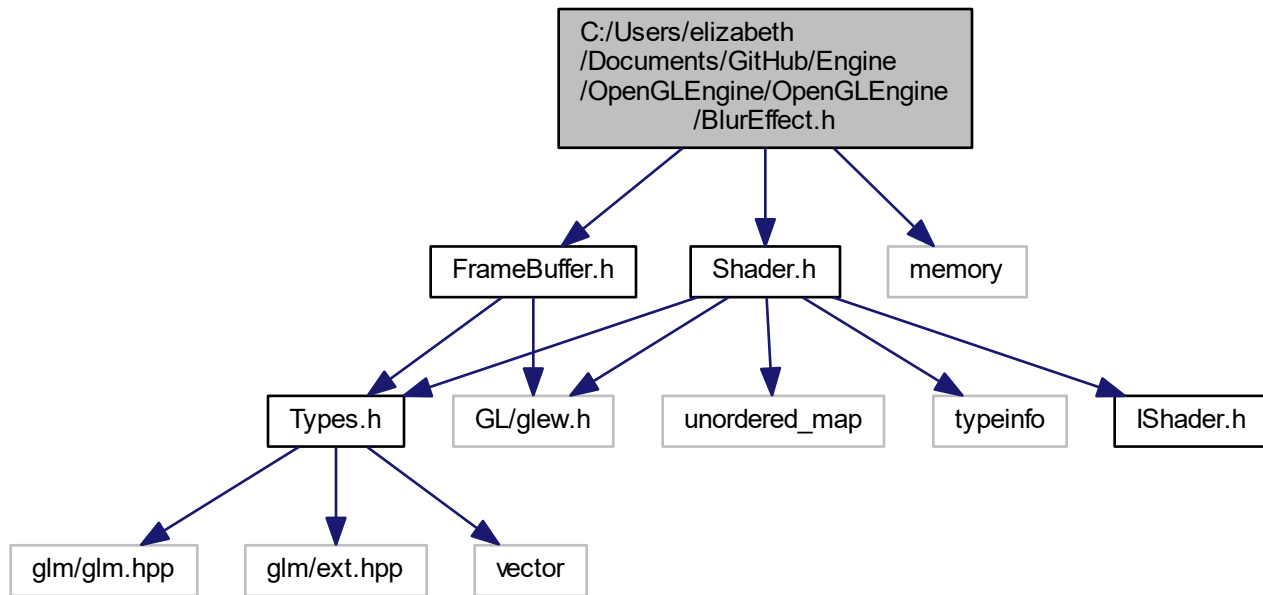 C:/Users/elizabeth
/Documents/GitHub/Engine
/OpenGLEngine/OpenGLEngine
/BlurEffect.h
FrameBuffer.h
Shader.h
memory
Types.h
GL/glew.h
unordered_map
typeinfo
IShader.h
glm/glm.hpp
glm/ext.hpp
vector